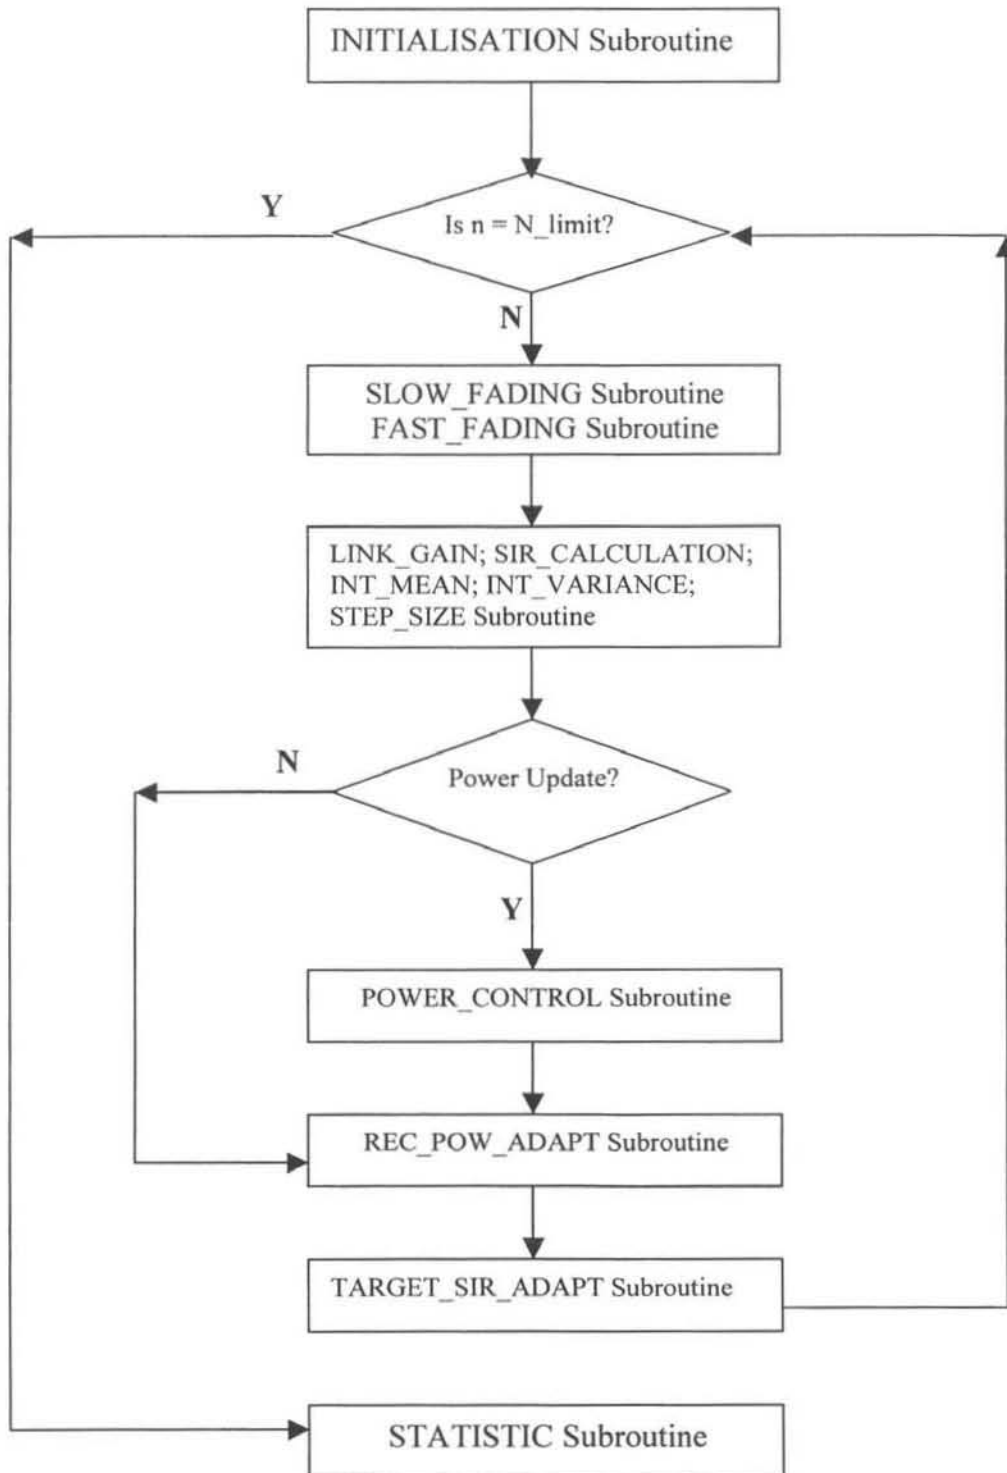 INITIALISATION Subroutine
Y
Is n = N_limit?
N
SLOW_FADING Subroutine
FAST_FADING Subroutine
LINK_GAIN; SIR_CALCULATION;
INT_MEAN; INT_VARIANCE;
STEP_SIZE Subroutine
N
Power Update?
Y
POWER_CONTROL Subroutine
REC_POW_ADAPT Subroutine
TARGET_SIR_ADAPT Subroutine
STATISTIC Subroutine